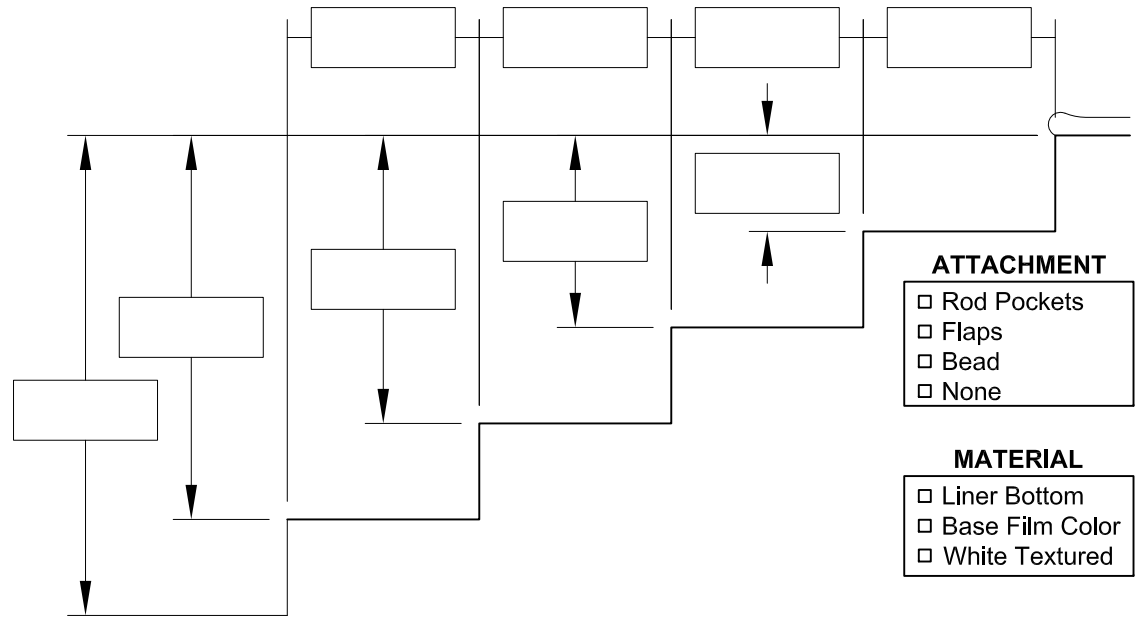 ATTACHMENT
Rod Pockets
Flaps
Bead
None
MATERIAL
Liner Bottom
Base Film Color
White Textured